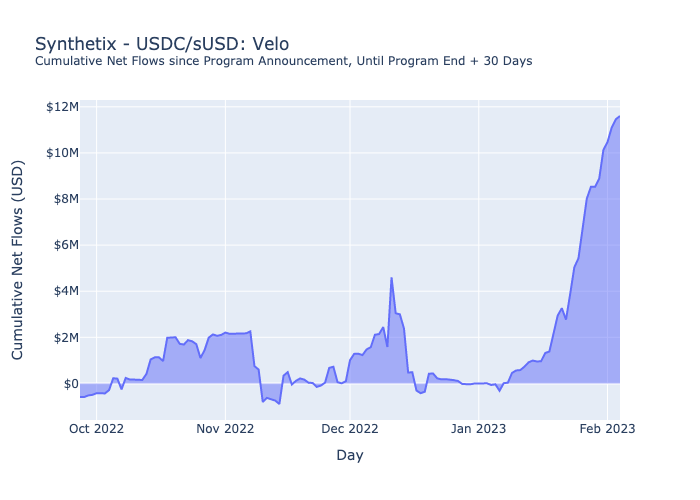 Synthetix - USDC/sUSD: Velo
Cumulative Net Flows since Program Announcement, Until Program End + 30 Days
$12M
$10M
$8M
$6M
$4M
$2M
$0
Cumulative Net Flows (USD)
Oct 2022 Nov 2022 Dec 2022 Jan 2023 Feb 2023
Day